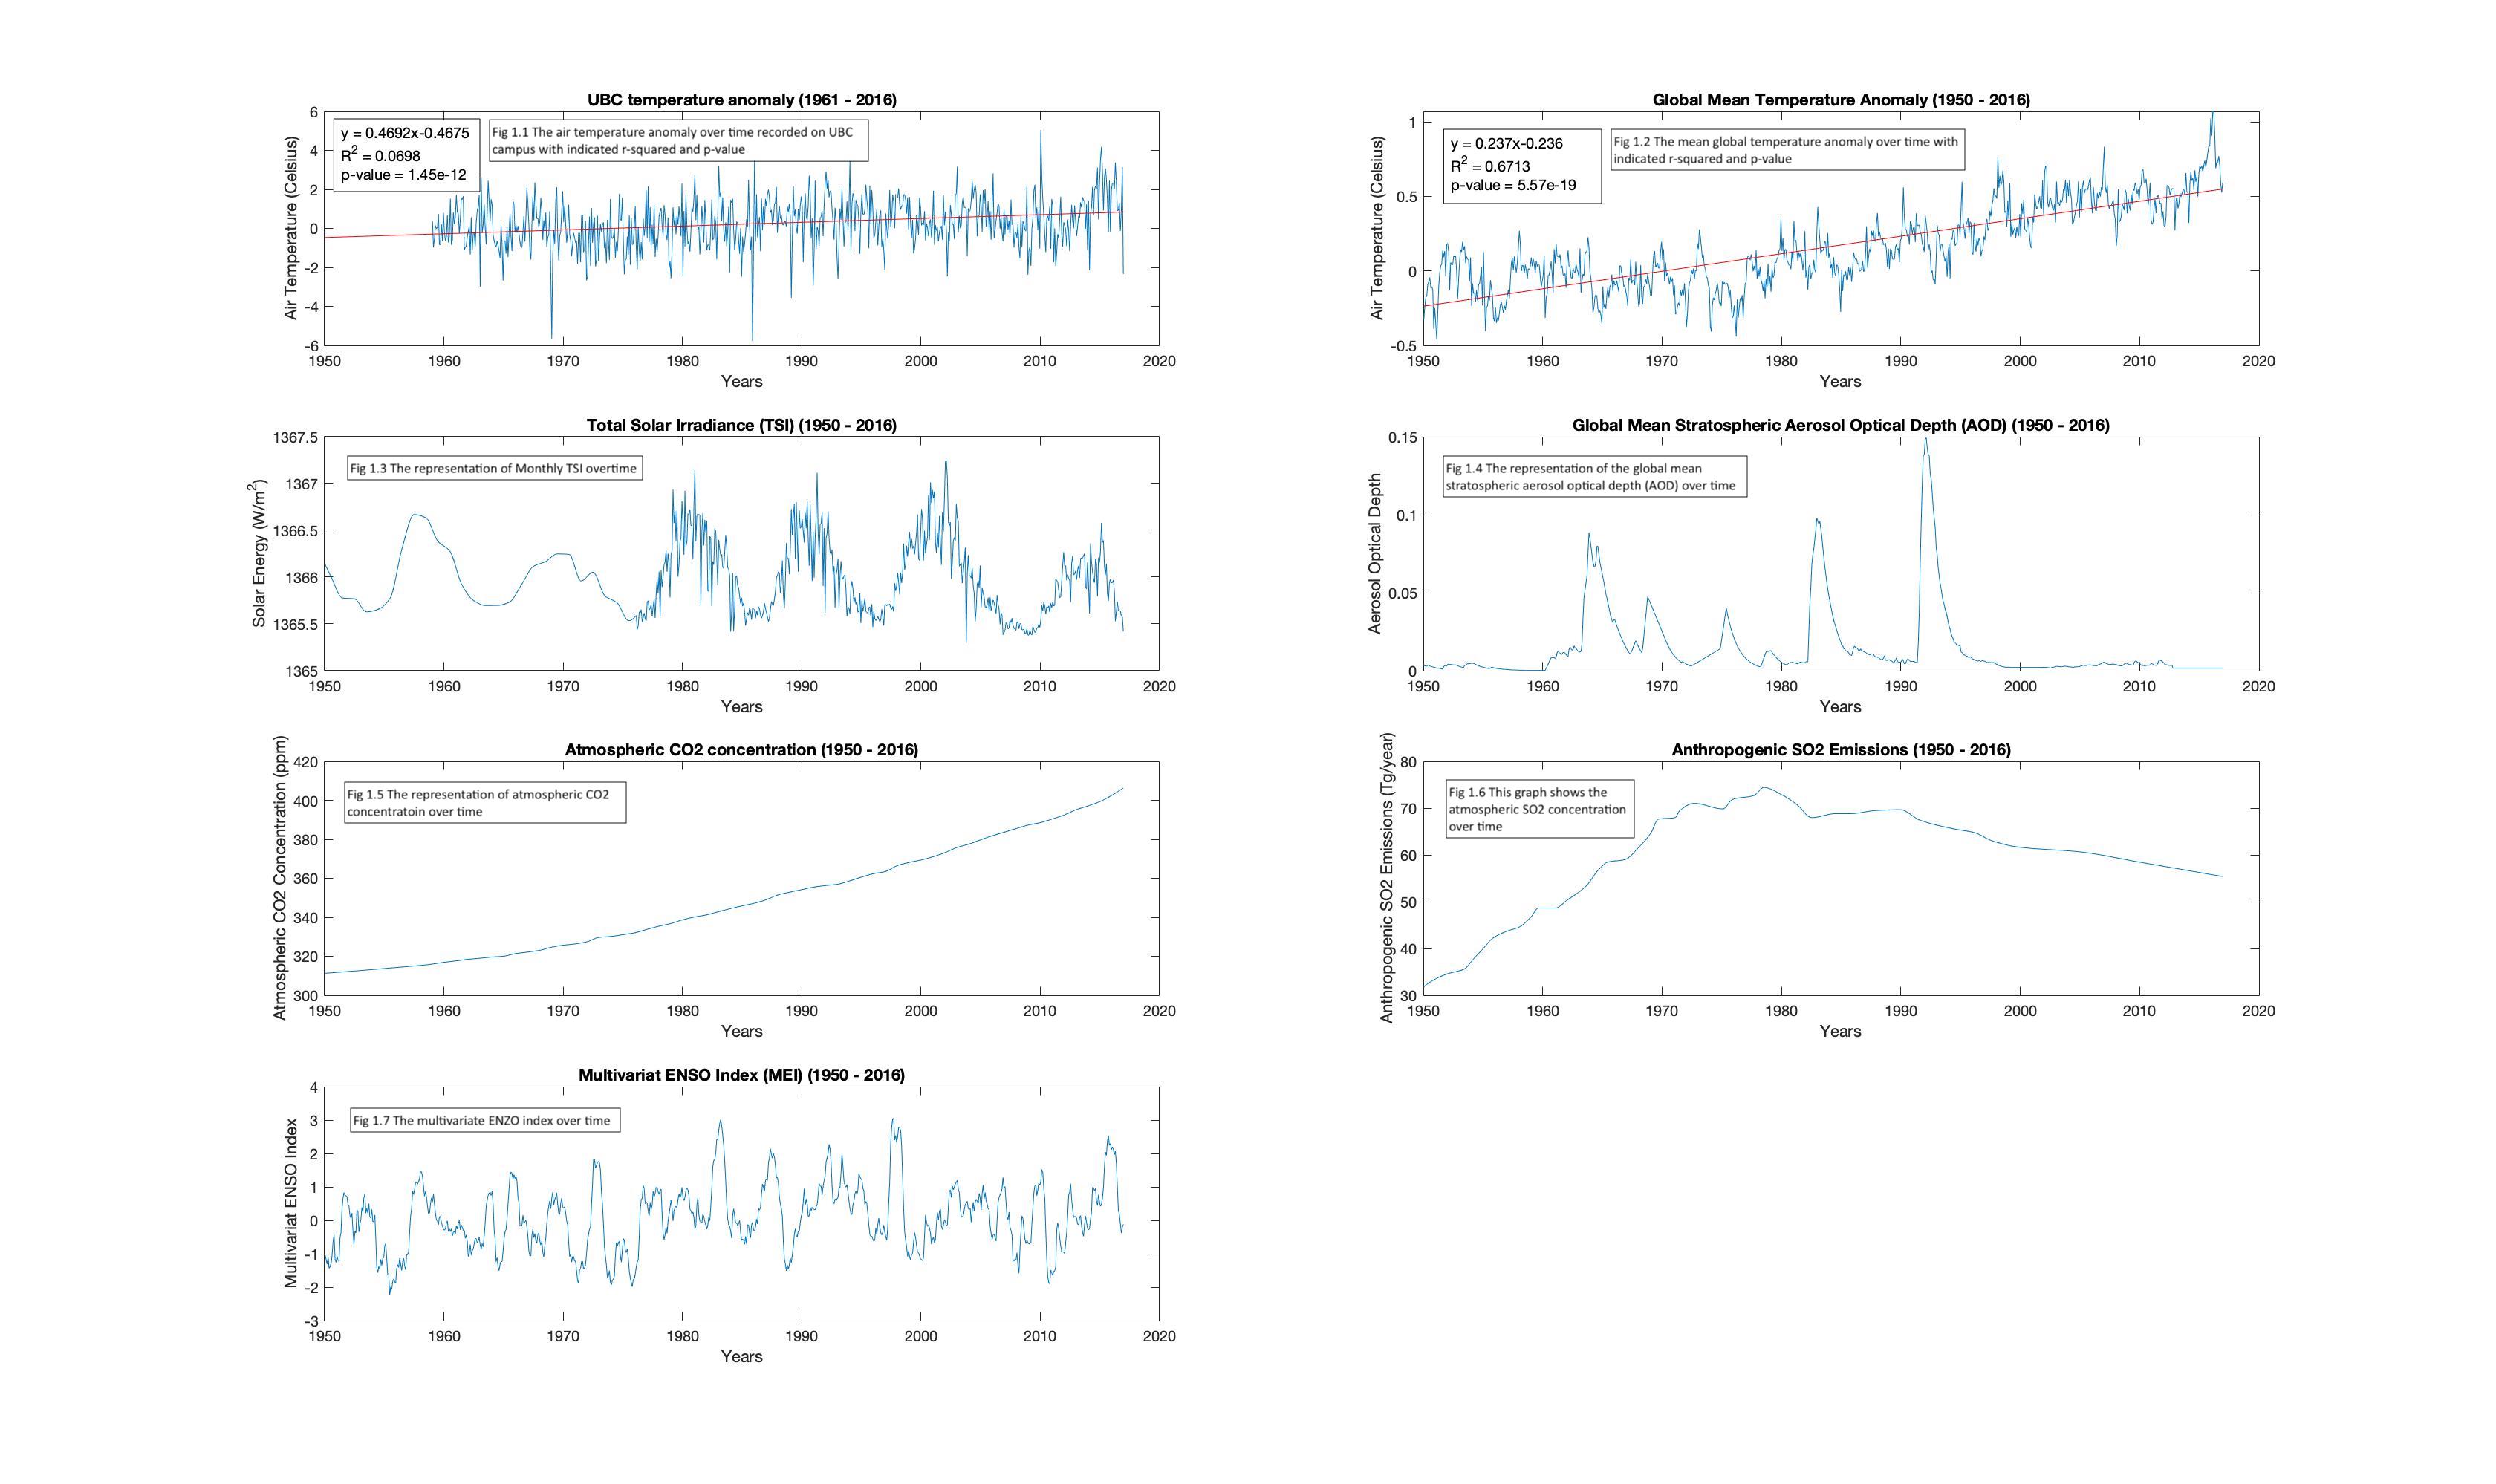 UBC temperature anomaly (1961 - 2016)
y = 0.4692x-0.4675
R² = 0.0698
p-value = 1.45e-12
Fig 1.1 The air temperature anomaly over time recorded on UBC
campus with indicated r-squared and p-value
Air Temperature (Celsius)
6
4
2
0
-2
-4
-6
1950 1960 1970 1980 1990 2000 2010 2020
Years
Global Mean Temperature Anomaly (1950 - 2016)
y = 0.237x-0.236
R² = 0.6713
p-value = 5.57e-19
Fig 1.2 The mean global temperature anomaly over time with
indicated r-squared and p-value
Air Temperature (Celsius)
1
0.5
0
-0.5
1950 1960 1970 1980 1990 2000 2010 2020
Years
Total Solar Irradiance (TSI) (1950 - 2016)
Fig 1.3 The representation of Monthly TSI overtime
Solar Energy (W/m²)
1367.5
1367
1366.5
1366
1365.5
1365
1950 1960 1970 1980 1990 2000 2010 2020
Years
Global Mean Stratospheric Aerosol Optical Depth (AOD) (1950 - 2016)
Fig 1.4 The representation of the global mean
stratospheric aerosol optical depth (AOD) over time
Aerosol Optical Depth
0.15
0.1
0.05
0
1950 1960 1970 1980 1990 2000 2010 2020
Years
Atmospheric CO2 concentration (1950 - 2016)
Fig 1.5 The representation of atmospheric CO2
concentratoin over time
Atmospheric CO2 Concentration (ppm)
420
400
380
360
340
320
300
1950 1960 1970 1980 1990 2000 2010 2020
Years
Anthropogenic SO2 Emissions (1950 - 2016)
Fig 1.6 This graph shows the
atmospheric SO2 concentration
over time
Anthropogenic SO2 Emissions (Tg/year)
80
70
60
50
40
30
1950 1960 1970 1980 1990 2000 2010 2020
Years
Multivariat ENSO Index (MEI) (1950 - 2016)
Fig 1.7 The multivariate ENZO index over time
Multivariat ENSO Index
4
3
2
1
0
-1
-2
-3
1950 1960 1970 1980 1990 2000 2010 2020
Years